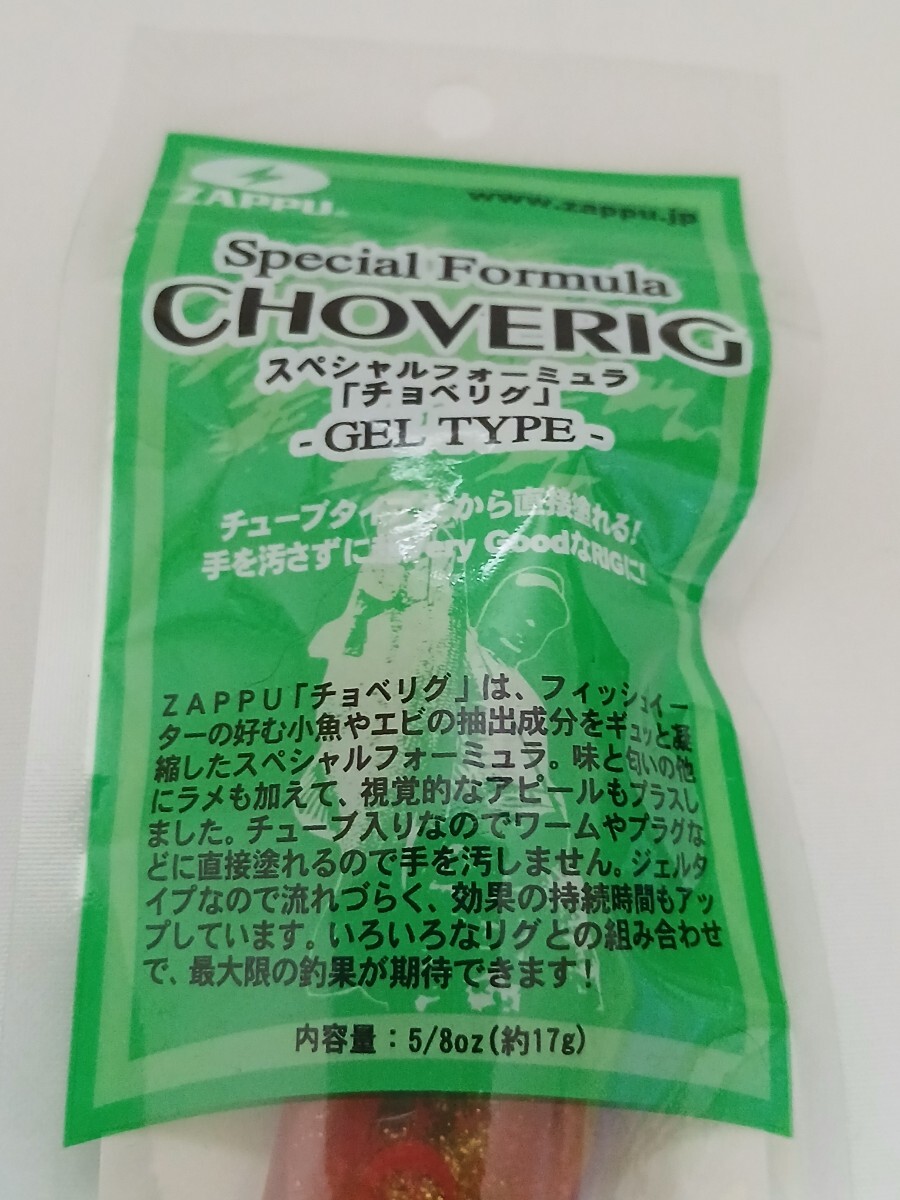 ZAPPU
www.zappu.jp
Special Formula
CHOVERIG
スペシャルフォーミュラ
「チョベリグ」
- GEL TYPE -
チューブタイ から直接塗れる!
手を汚さずに Very GoodなRIGに!
ZAPPU「チョベリグ」は、フィッシュイー
ターの好む小魚やエビの抽出成分をギュッと凝
縮したスペシャルフォーミュラ。味と匂いの他
にラメも加えて、視覚的なアピールもプラスし
ました。チューブ入りなのでワームやプラグな
どに直接塗れるので手を汚しません。ジェルタ
イプなので流れづらく、効果の持続時間もアッ
プしています。いろいろなリグとの組み合わせ
で、最大限の釣果が期待できます!
内容量:5/8oz(約17g)